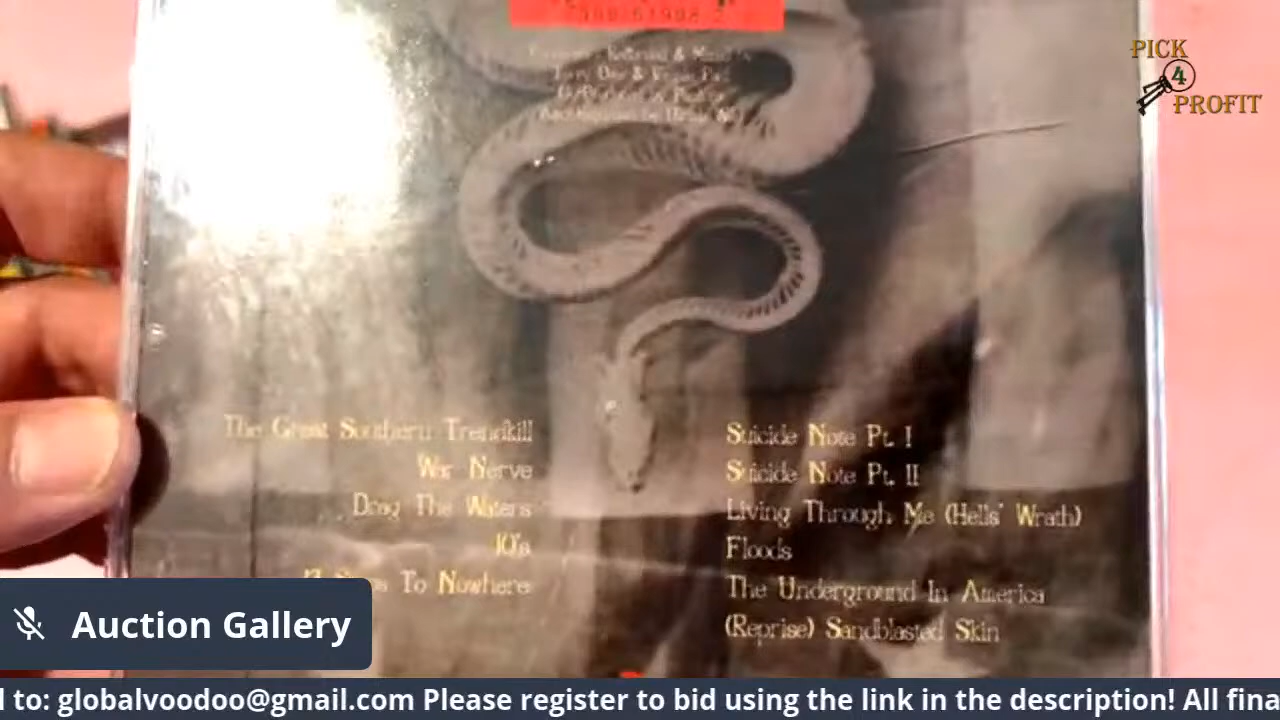 PICK
4
PROFIT
The Great Southern Trendkill
War Nerve
Drag The Waters
10's
To Nowhere
Suicide Note Pt. I
Suicide Note Pt. II
Living Through Me (Hells' Wrath)
Floods
The Underground In America
(Reprise) Sandblasted Skin
Auction Gallery
l to: globalvoodoo@gmail.com Please register to bid using the link in the description! All fina